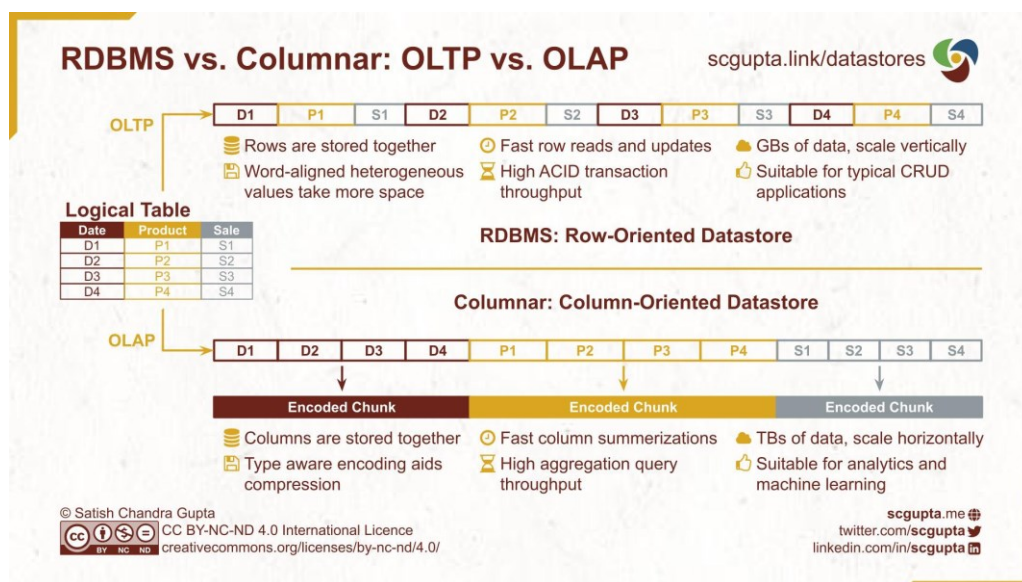 RDBMS vs. Columnar: OLTP vs. OLAP
scgupta.link/datastores
OLTP
D1 P1 S1 D2 P2 S2 D3 P3 S3 D4 P4 S4
Rows are stored together
Word-aligned heterogeneous
values take more space
Fast row reads and updates
High ACID transaction
throughput
GBs of data, scale vertically
Suitable for typical CRUD
applications
Logical Table
Date Product Sale
D1 P1 S1
D2 P2 S2
D3 P3 S3
D4 P4 S4
RDBMS: Row-Oriented Datastore
Columnar: Column-Oriented Datastore
OLAP
D1 D2 D3 D4 P1 P2 P3 P4 S1 S2 S3 S4
Encoded Chunk Encoded Chunk Encoded Chunk
Columns are stored together
Type aware encoding aids
compression
Fast column summerizations
High aggregation query
throughput
TBs of data, scale horizontally
Suitable for analytics and
machine learning
© Satish Chandra Gupta
cc BY NC ND
CC BY-NC-ND 4.0 International Licence
creativecommons.org/licenses/by-nc-nd/4.0/
scgupta.me
twitter.com/scgupta
linkedin.com/in/scgupta in